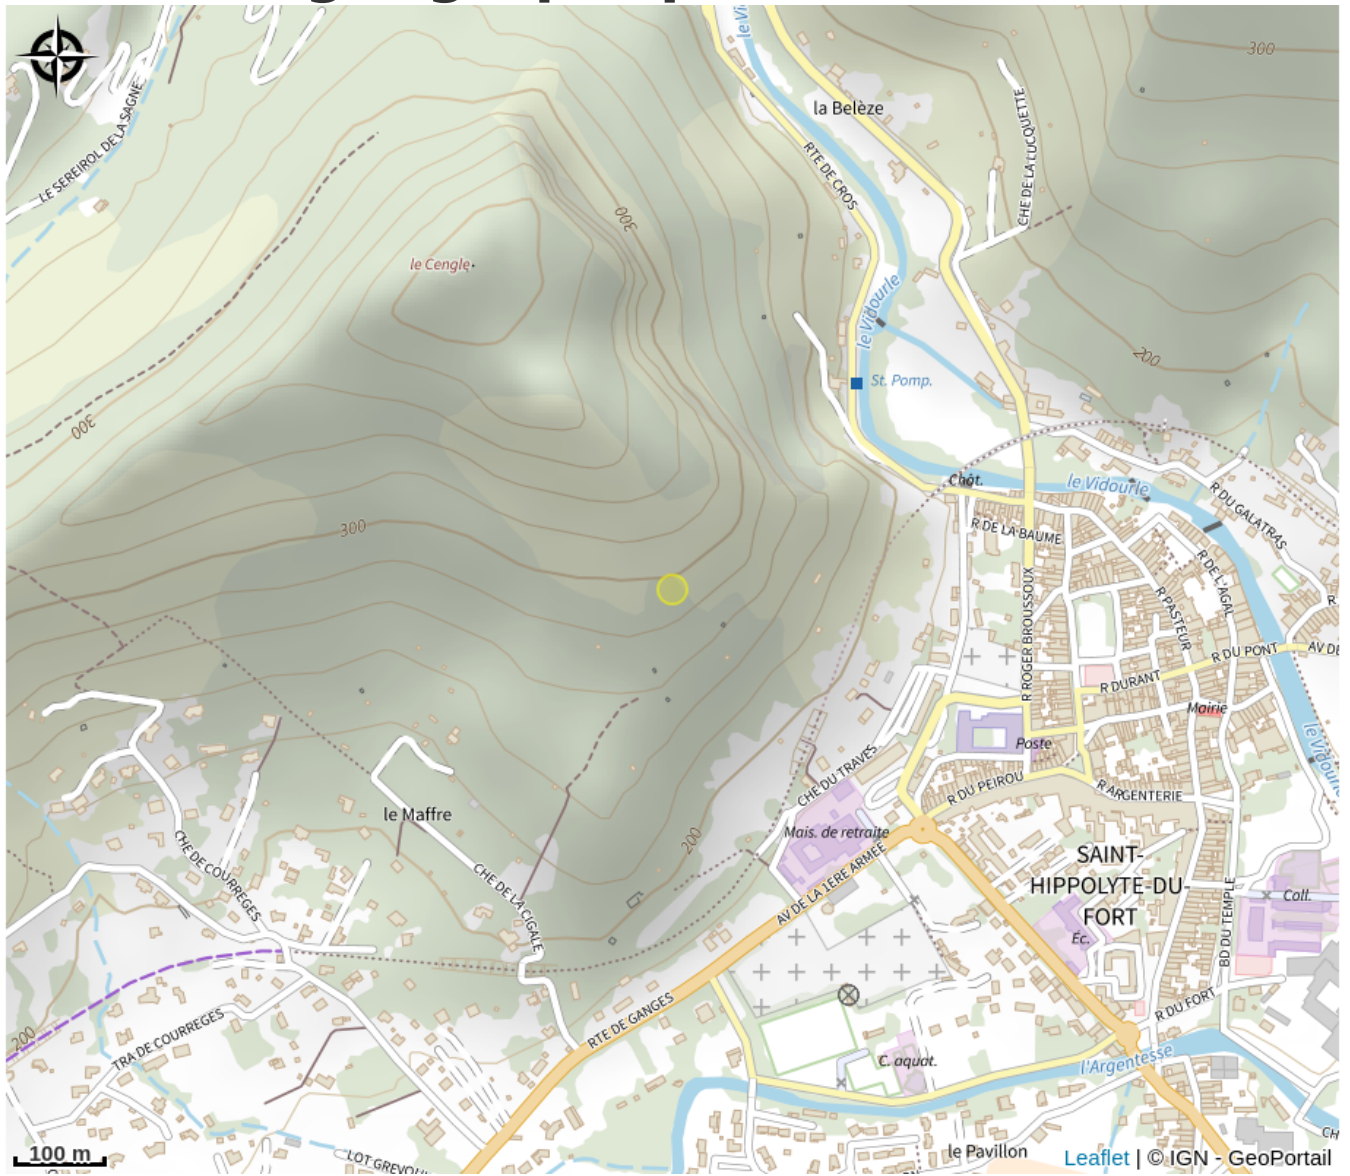 le Vi
300
la Belèze
LE SEREIROL DE LA SAGNE
RTE DE CROS
CHE DE LA LUCQUETTE
300
le Cengle
le Vidourle
200
St. Pomp.
300
Chât.
le Vidourle
R DU GALATRAS
300
R DE LA BAUME
R DE L'AGAL
R PASTEUR
R ROGER BROUSSOUX
R DU PONT
AV DE
R DURANT
Mairie
Poste
le Vidourle
CHE DU TRAVES
R DU PEIROU
R ARGENTERIE
le Maffre
Mais. de retraite
200
SAINT-
HIPPOLYTE-DU-
FORT
CHE DE COURREGES
CHE DE LA CIGALE
AV DE LA 1ERE ARMEE
BD DU TEMPLE
Coll.
Éc.
R DU FORT
RTE DE GANGES
200
TRA DE COURREGES
C. aquat.
l'Argentesse
CH
100 m
LOT GREVOU
le Pavillon
Leaflet | © IGN - GeoPortail